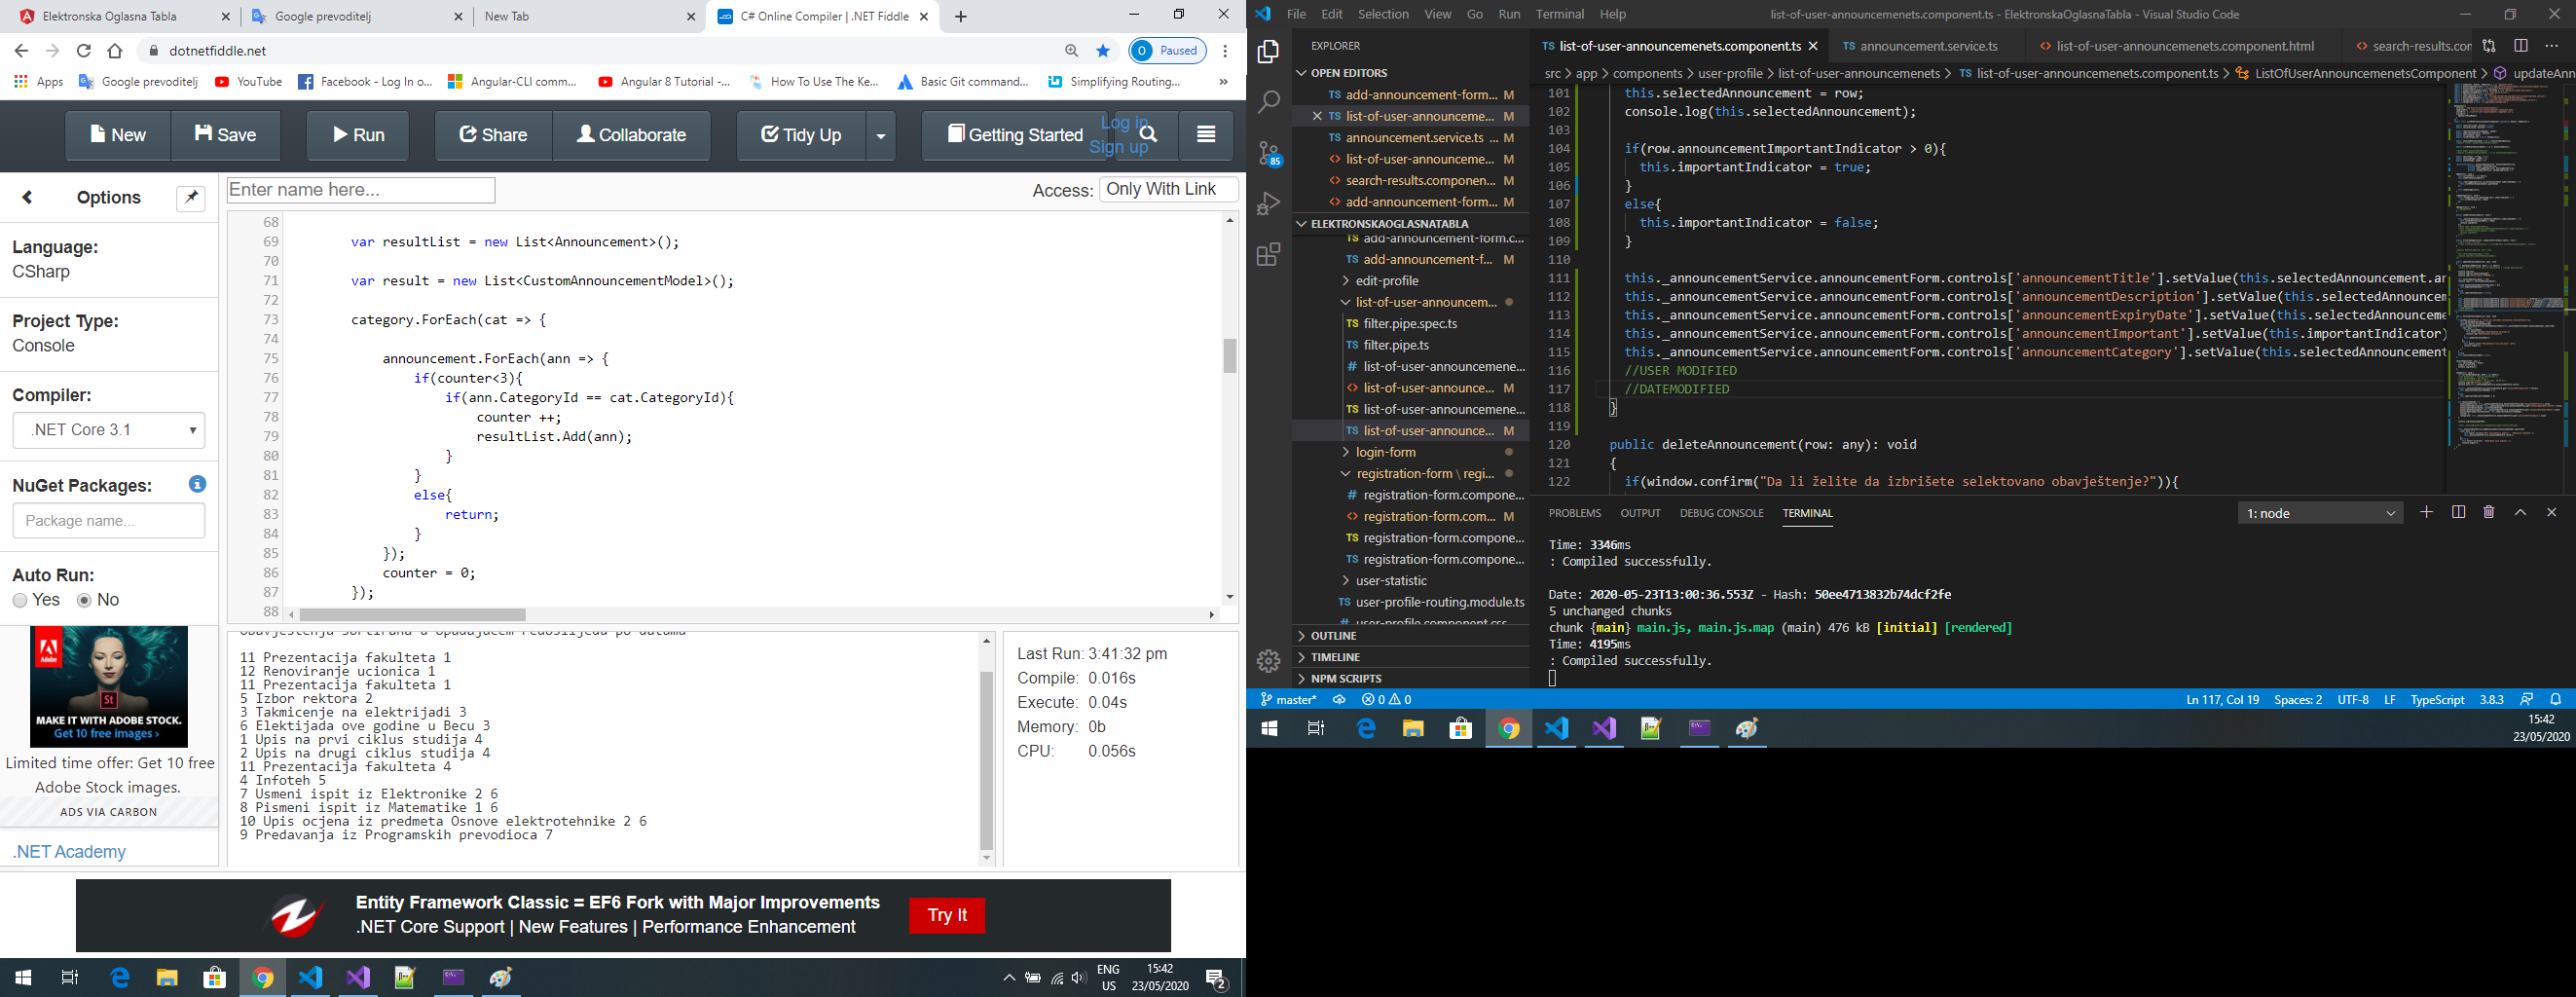 Elektronska Oglasna Tabla
Google prevoditelj
New Tab
C# Online Compiler | .NET Fiddle
dotnetfiddle.net
Paused
Apps
Google prevoditelj
YouTube
Facebook - Log In o...
Angular-CLI comm...
Angular 8 Tutorial -...
How To Use The Ke...
Basic Git command...
Simplifying Routing...
»
New
Save
Run
Share
Collaborate
Tidy Up
Getting Started
Log in
Sign up
Options
Enter name here...
Access:
Only With Link
Language:
CSharp
Project Type:
Console
Compiler:
.NET Core 3.1
NuGet Packages:
Package name...
Auto Run:
Yes No
MAKE IT WITH ADOBE STOCK.
Get 10 free images ›
Limited time offer: Get 10 free
Adobe Stock images.
ADS VIA CARBON
.NET Academy
68
69 var resultList = new List<Announcement>();
70
71 var result = new List<CustomAnnouncementModel>();
72
73 category.ForEach(cat => {
74
75 announcement.ForEach(ann => {
76 if(counter<3){
77 if(ann.CategoryId == cat.CategoryId){
78 counter ++;
79 resultList.Add(ann);
80 }
81 }
82 else{
83 return;
84 }
85 });
86 counter = 0;
87 });
88
11 Prezentacija fakulteta 1
12 Renoviranje ucionica 1
11 Prezentacija fakulteta 1
5 Izbor rektora 2
3 Takmicenje na elektrijadi 3
6 Elektijada ove godine u Becu 3
1 Upis na prvi ciklus studija 4
2 Upis na drugi ciklus studija 4
11 Prezentacija fakulteta 4
4 Infoteh 5
7 Usmeni ispit iz Elektronike 2 6
8 Pismeni ispit iz Matematike 1 6
10 Upis ocjena iz predmeta Osnove elektrotehnike 2 6
9 Predavanja iz Programskih prevodioca 7
Last Run: 3:41:32 pm
Compile: 0.016s
Execute: 0.04s
Memory: 0b
CPU: 0.056s
Entity Framework Classic = EF6 Fork with Major Improvements
.NET Core Support | New Features | Performance Enhancement
Try It
ENG
US
15:42
23/05/2020
2
File Edit Selection View Go Run Terminal Help
list-of-user-announcemenets.component.ts - ElektronskaOglasnaTabla - Visual Studio Code
EXPLORER
OPEN EDITORS
TS add-announcement-form... M
TS list-of-user-announceme... M
TS announcement.service.ts ... M
<> list-of-user-announceme... M
<> search-results.componen... M
<> add-announcement-form... M
85
ELEKTRONSKAOGLASNATABLA
TS add-announcement-form.c...
TS add-announcement-f... M
edit-profile
list-of-user-announcem...
TS filter.pipe.spec.ts
TS filter.pipe.ts
# list-of-user-announcemene...
<> list-of-user-announce... M
TS list-of-user-announcemene...
TS list-of-user-announce... M
login-form
registration-form \ regi...
# registration-form.compone...
<> registration-form.com... M
TS registration-form.compone...
TS registration-form.compone...
user-statistic
TS user-profile-routing.module.ts
# user-profile.component.css
OUTLINE
TIMELINE
NPM SCRIPTS
TS list-of-user-announcemenets.component.ts
TS announcement.service.ts
<> list-of-user-announcemenets.component.html
<> search-results.cor
src > app > components > user-profile > list-of-user-announcemenets > TS list-of-user-announcemenets.component.ts > ListOfUserAnnouncemenetsComponent > updateAnn
101 this.selectedAnnouncement = row;
102 console.log(this.selectedAnnouncement);
103
104 if(row.announcementImportantIndicator > 0){
105 this.importantIndicator = true;
106 }
107 else{
108 this.importantIndicator = false;
109 }
110
111 this._announcementService.announcementForm.controls['announcementTitle'].setValue(this.selectedAnnouncement.an
112 this._announcementService.announcementForm.controls['announcementDescription'].setValue(this.selectedAnnouncem
113 this._announcementService.announcementForm.controls['announcementExpiryDate'].setValue(this.selectedAnnounceme
114 this._announcementService.announcementForm.controls['announcementImportant'].setValue(this.importantIndicator)
115 this._announcementService.announcementForm.controls['announcementCategory'].setValue(this.selectedAnnouncement
116 //USER MODIFIED
117 //DATEMODIFIED
118 }
119
120 public deleteAnnouncement(row: any): void
121 {
122 if(window.confirm("Da li želite da izbrišete selektovano obavještenje?")){
PROBLEMS OUTPUT DEBUG CONSOLE TERMINAL
1: node
Time: 3346ms
: Compiled successfully.
Date: 2020-05-23T13:00:36.553Z - Hash: 50ee4713832b74dcf2fe
5 unchanged chunks
chunk {main} main.js, main.js.map (main) 476 kB [initial] [rendered]
Time: 4195ms
: Compiled successfully.
master*
0 0
Ln 117, Col 19 Spaces: 2 UTF-8 LF TypeScript 3.8.3
15:42
23/05/2020